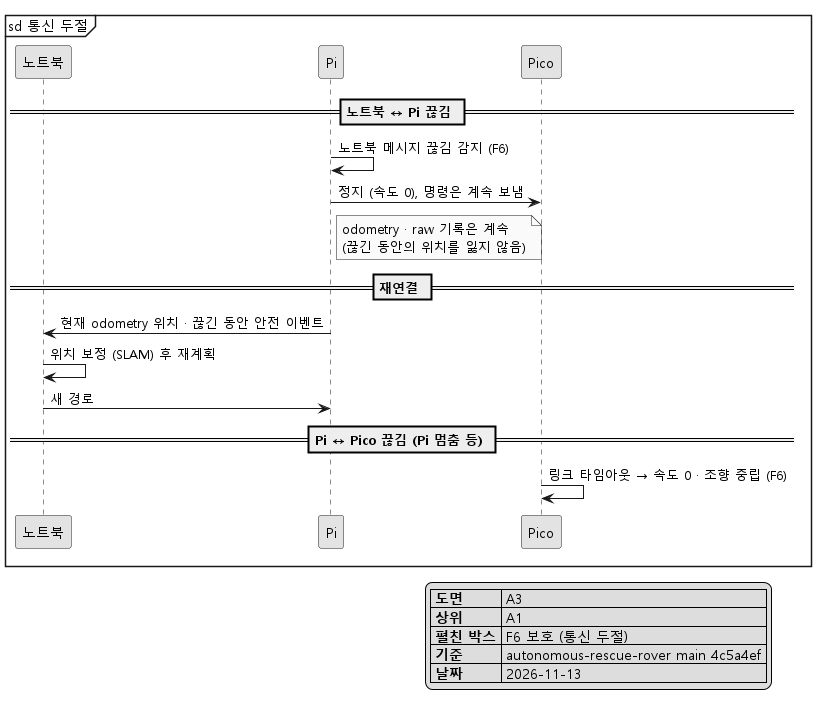 sd 통신 두절
노트북
Pi
Pico
노트북 ↔ Pi 끊김
노트북 메시지 끊김 감지 (F6)
정지 (속도 0), 명령은 계속 보냄
odometry · raw 기록은 계속
(끊긴 동안의 위치를 잃지 않음)
재연결
현재 odometry 위치 · 끊긴 동안 안전 이벤트
위치 보정 (SLAM) 후 재계획
새 경로
Pi ↔ Pico 끊김 (Pi 멈춤 등)
링크 타임아웃 → 속도 0 · 조향 중립 (F6)
노트북
Pi
Pico
도면 A3
상위 A1
펼친 박스 F6 보호 (통신 두절)
기준 autonomous-rescue-rover main 4c5a4ef
날짜 2026-11-13